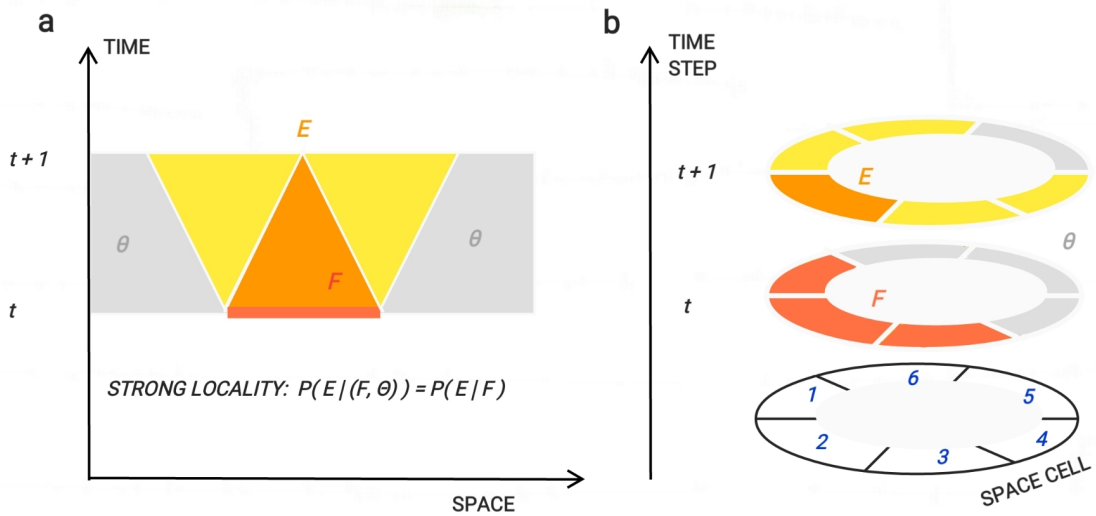 a
TIME
E
t + 1
θ
θ
F
t
STRONG LOCALITY: P( E | (F, Θ) ) = P( E | F )
SPACE
b
TIME
STEP
t + 1
E
θ
t
F
1
6
5
2
3
4
SPACE CELL